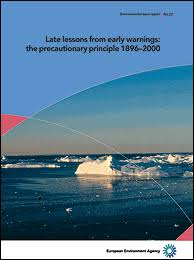 Environmental issue report No 22
Late lessons from early warnings:
the precautionary principle 1896–2000
European Environment Agency